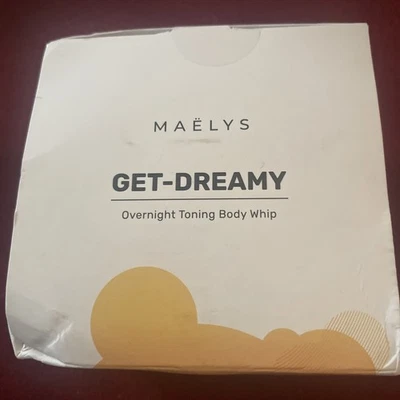 MAËLYS
GET-DREAMY
Overnight Toning Body Whip